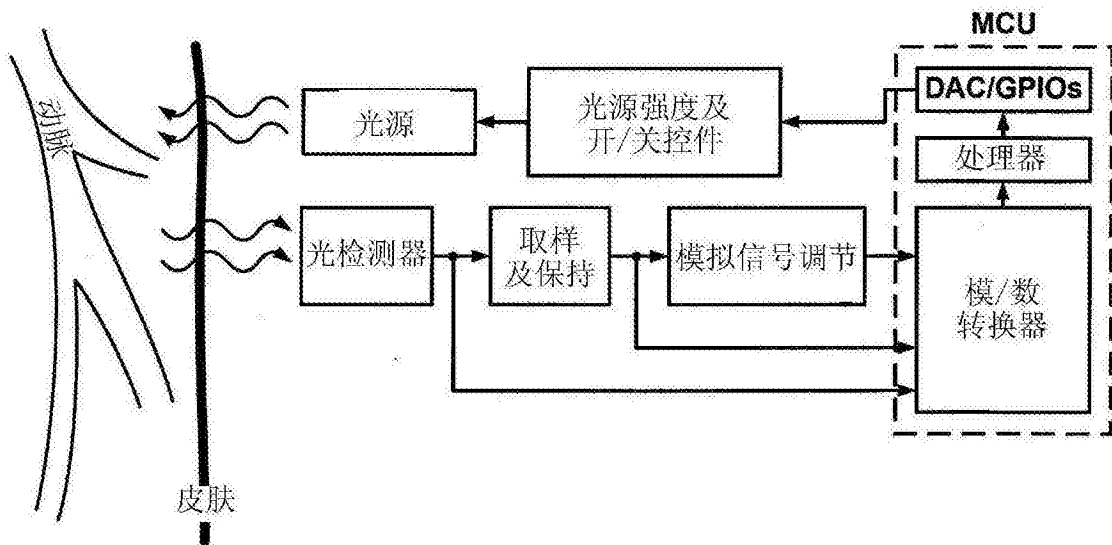 MCU
动脉
光源
光源强度及
开/关控件
DAC/GPIOs
处理器
光检测器
取样
及保持
模拟信号调节
模/数
转换器
皮肤